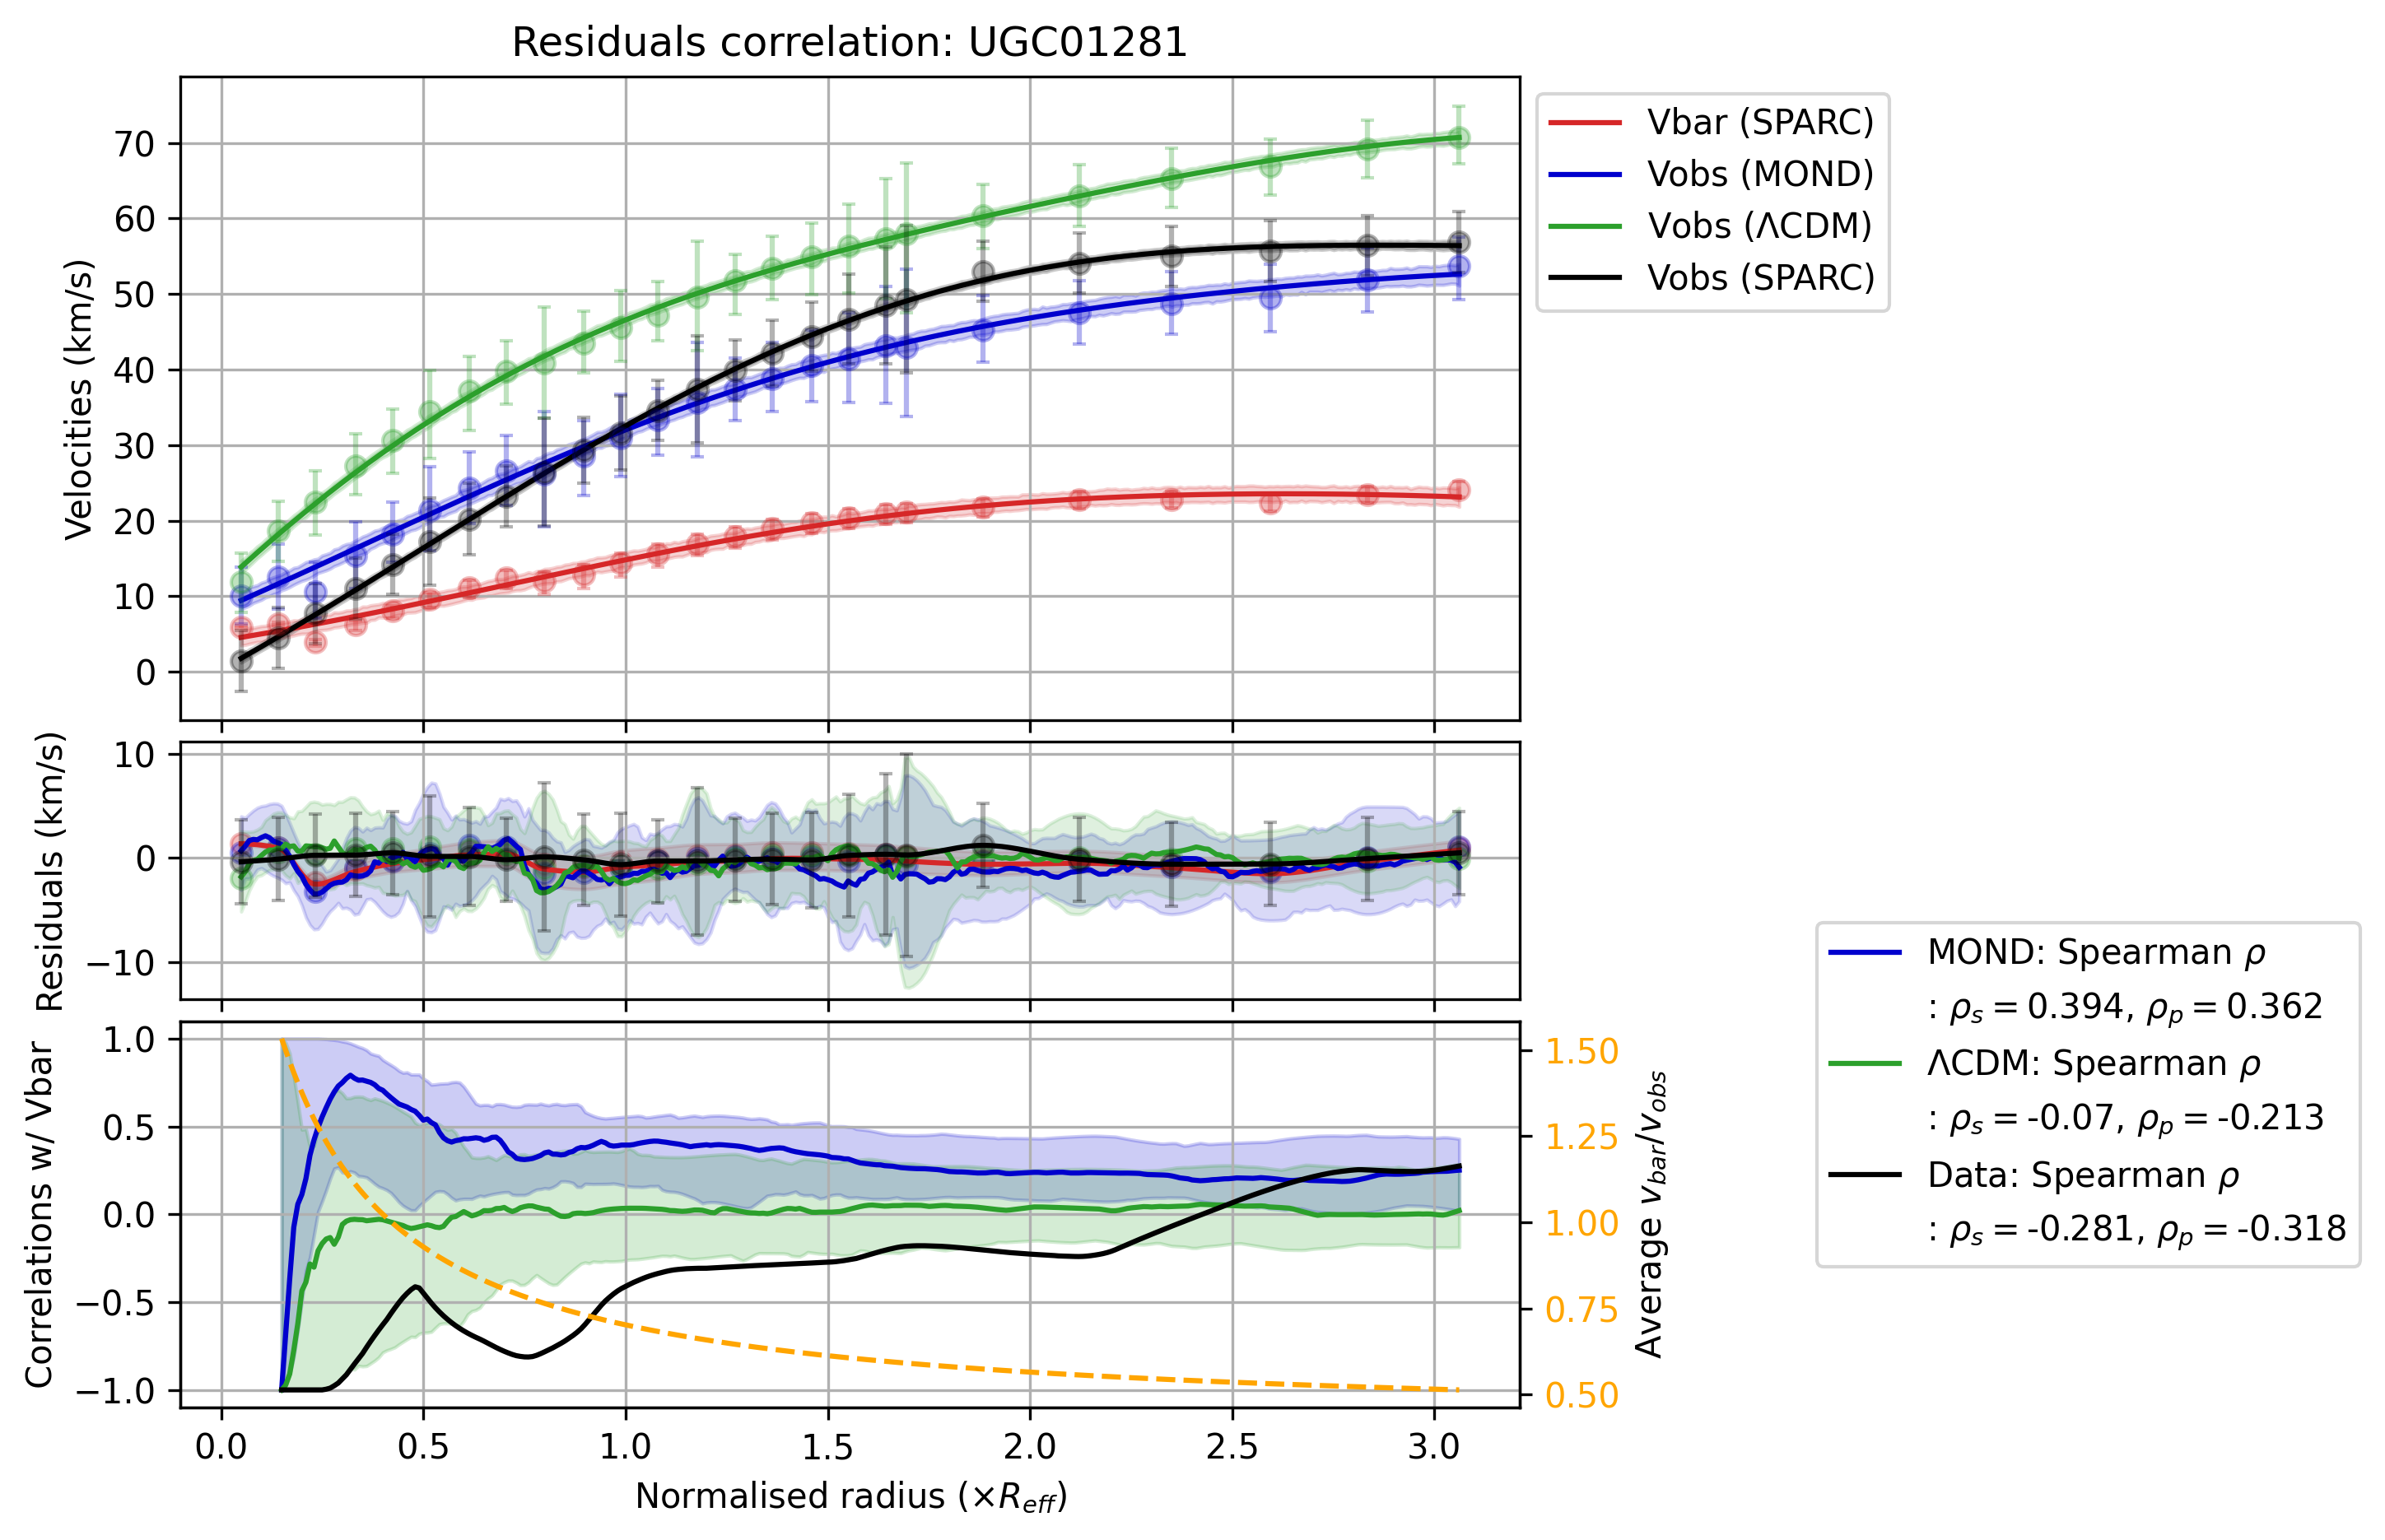 Residuals correlation: UGC01281
Velocities (km/s)
70
60
50
40
30
20
10
0
Vbar (SPARC)
Vobs (MOND)
Vobs (ΛCDM)
Vobs (SPARC)
Residuals (km/s)
10
0
−10
Correlations w/ Vbar
1.0
0.5
0.0
−0.5
−1.0
1.50
1.25
1.00
0.75
0.50
Average v_bar/v_obs
MOND: Spearman ρ
: ρ_s = 0.394, ρ_p = 0.362
ΛCDM: Spearman ρ
: ρ_s = -0.07, ρ_p = -0.213
Data: Spearman ρ
: ρ_s = -0.281, ρ_p = -0.318
0.0 0.5 1.0 1.5 2.0 2.5 3.0
Normalised radius (×R_eff)